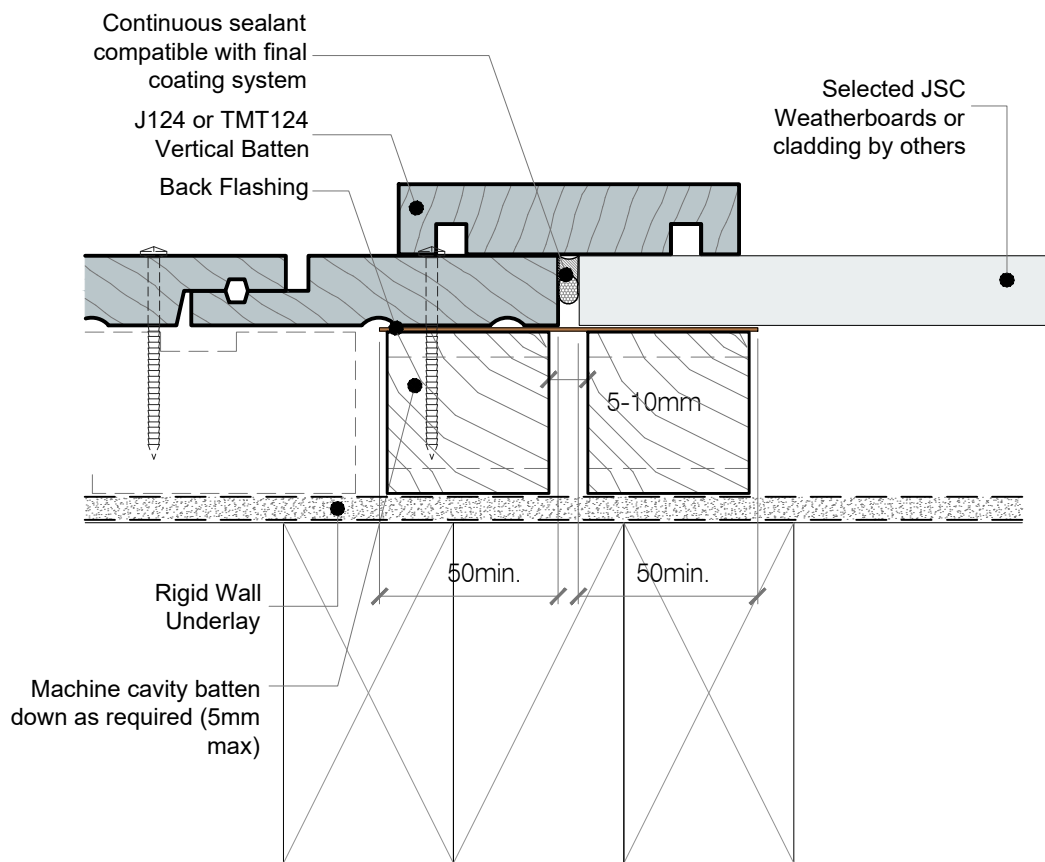 Continuous sealant
compatible with final
coating system
J124 or TMT124
Vertical Batten
Back Flashing
Selected JSC
Weatherboards or
cladding by others
5-10mm
50min.
50min.
Rigid Wall
Underlay
Machine cavity batten
down as required (5mm
max)